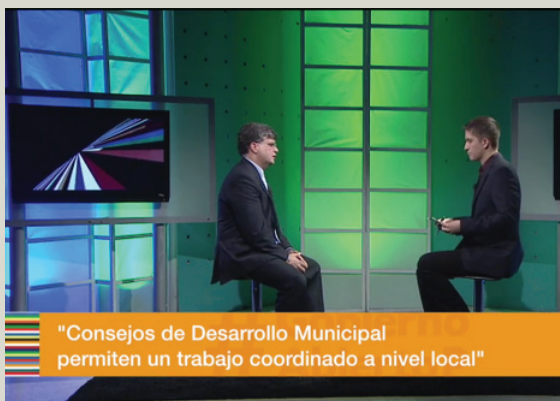 "Consejos de Desarrollo Municipal
permiten un trabajo coordinado a nivel local"